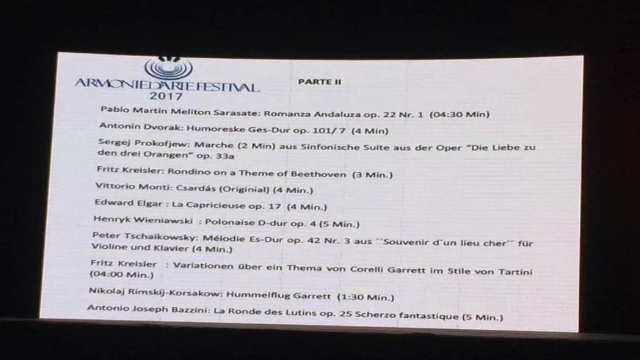 ARMONIED'ARTE FESTIVAL
2017
PARTE II
Pablo Martin Meliton Sarasate: Romanza Andaluza op. 22 Nr. 1 (04:30 Min)
Antonin Dvorak: Humoreske Ges-Dur op. 101/ 7 (4 Min)
Sergej Prokofjew: Marche (2 Min) aus Sinfonische Suite aus der Oper "Die Liebe zu
den drei Orangen" op. 33a
Fritz Kreisler: Rondino on a Theme of Beethoven (3 Min.)
Vittorio Monti: Csardás (Originial) (4 Min.)
Edward Elgar : La Capricieuse op. 17 (4 Min.)
Henryk Wieniawski : Polonaise D-dur op. 4 (5 Min.)
Peter Tschaikowsky: Mélodie Es-Dur op. 42 Nr. 3 aus ´´Souvenir d´un lieu cher´´ für
Violine und Klavier (4 Min.)
Fritz Kreisler : Variationen über ein Thema von Corelli Garrett im Stile von Tartini
(04:00 Min.)
Nikolaj Rimskij-Korsakow: Hummelflug Garrett (1:30 Min.)
Antonio Joseph Bazzini: La Ronde des Lutins op. 25 Scherzo fantastique (5 Min.)